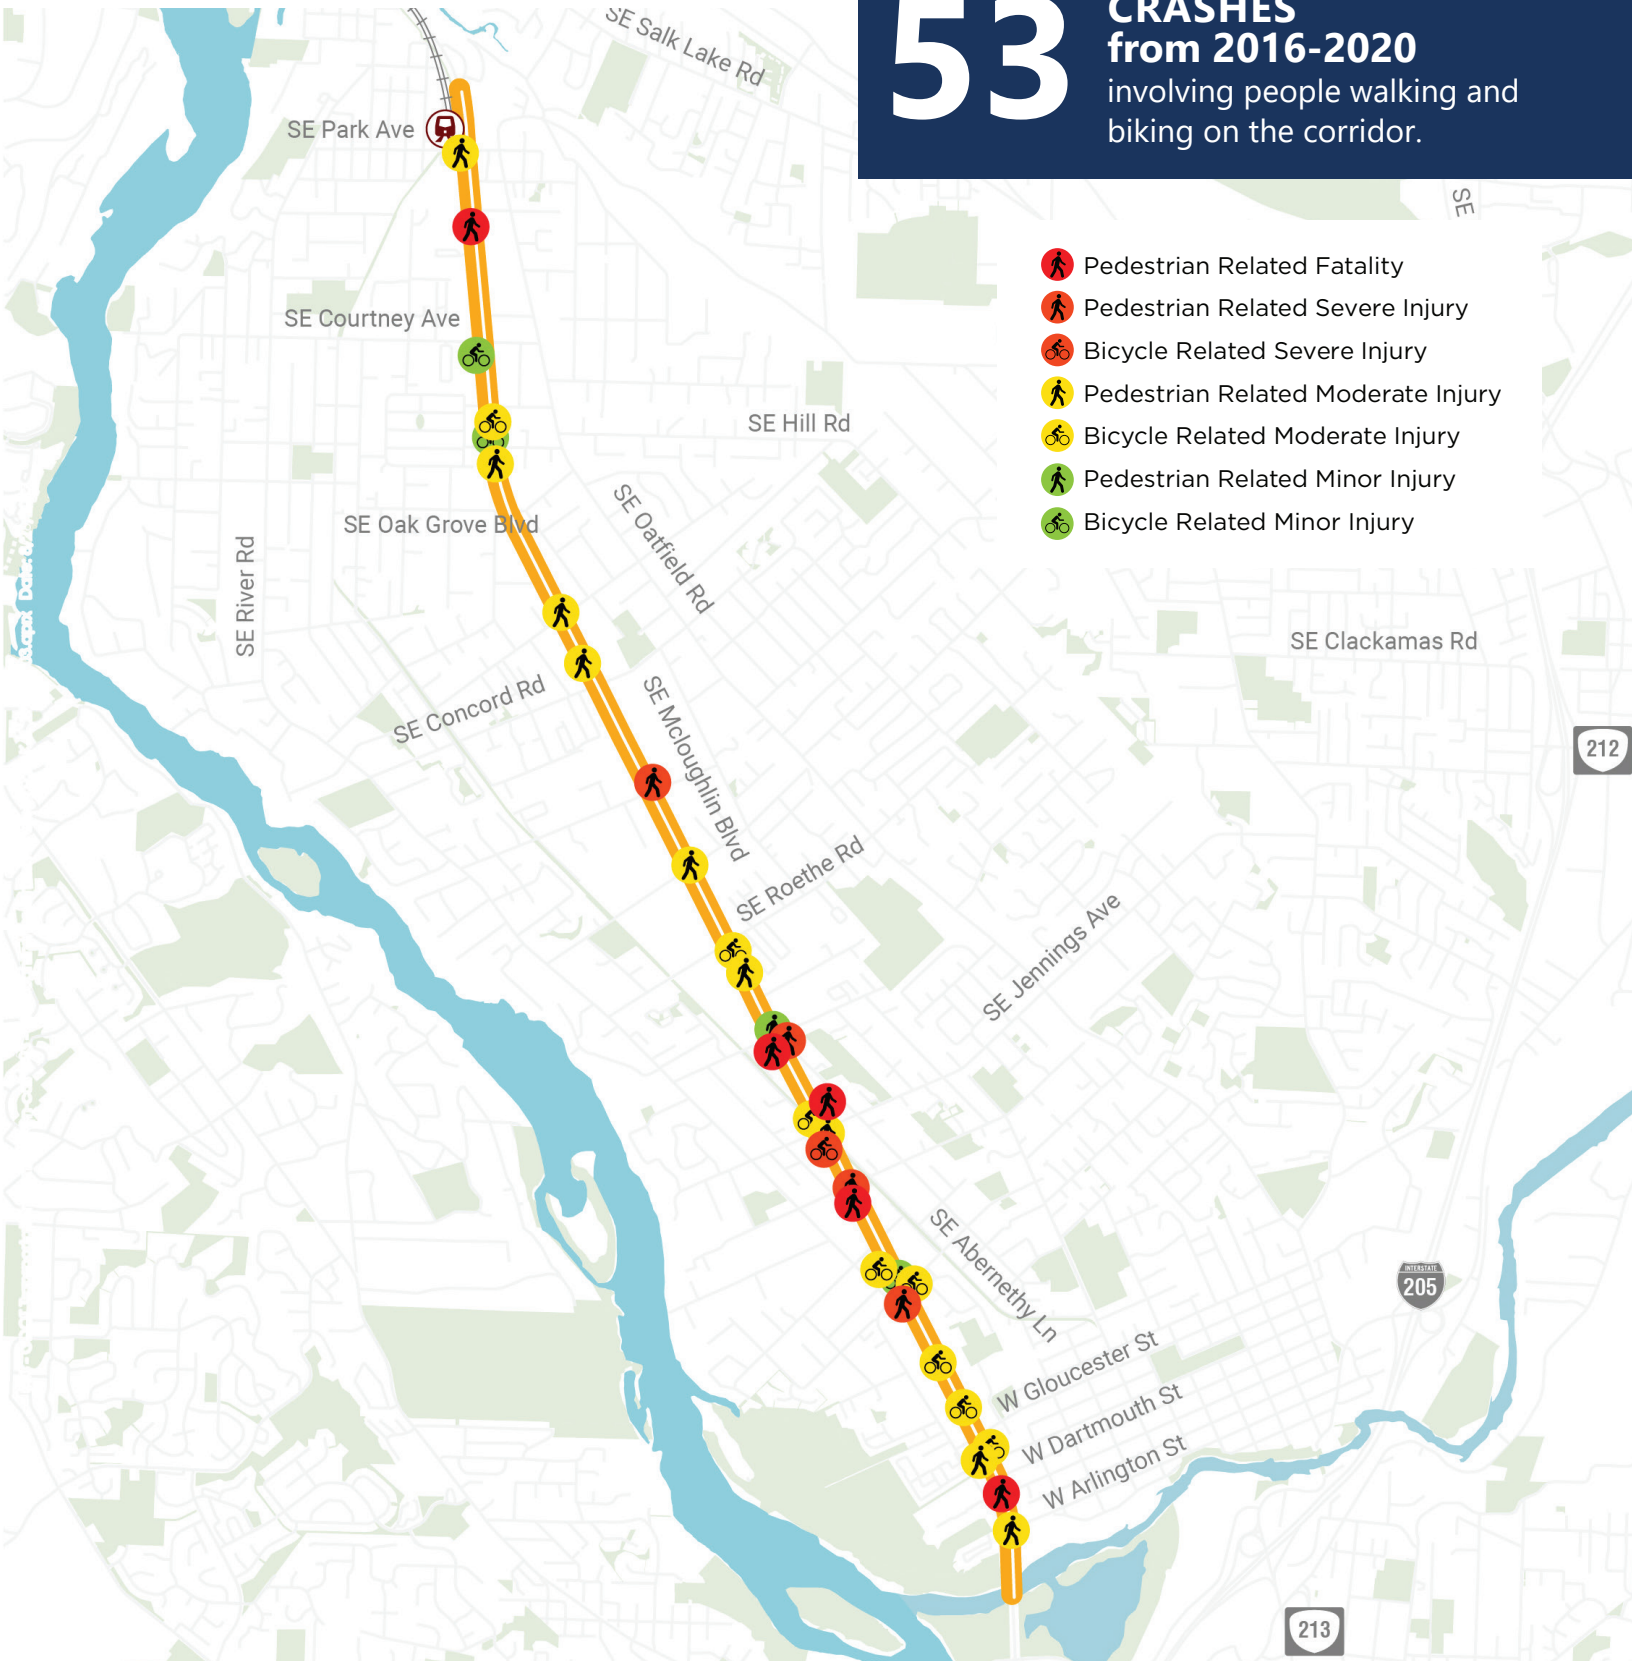 53
CRASHES
from 2016-2020
involving people walking and
biking on the corridor.
SE Salk Lake Rd
SE Park Ave
SE
Pedestrian Related Fatality
Pedestrian Related Severe Injury
Bicycle Related Severe Injury
Pedestrian Related Moderate Injury
Bicycle Related Moderate Injury
Pedestrian Related Minor Injury
Bicycle Related Minor Injury
SE Courtney Ave
SE Hill Rd
SE Oak Grove Blvd
SE Oatfield Rd
SE River Rd
SE Clackamas Rd
SE Concord Rd
SE Mcloughlin Blvd
212
SE Roethe Rd
SE Jennings Ave
SE Abernethy Ln
INTERSTATE
205
W Gloucester St
W Dartmouth St
W Arlington St
213